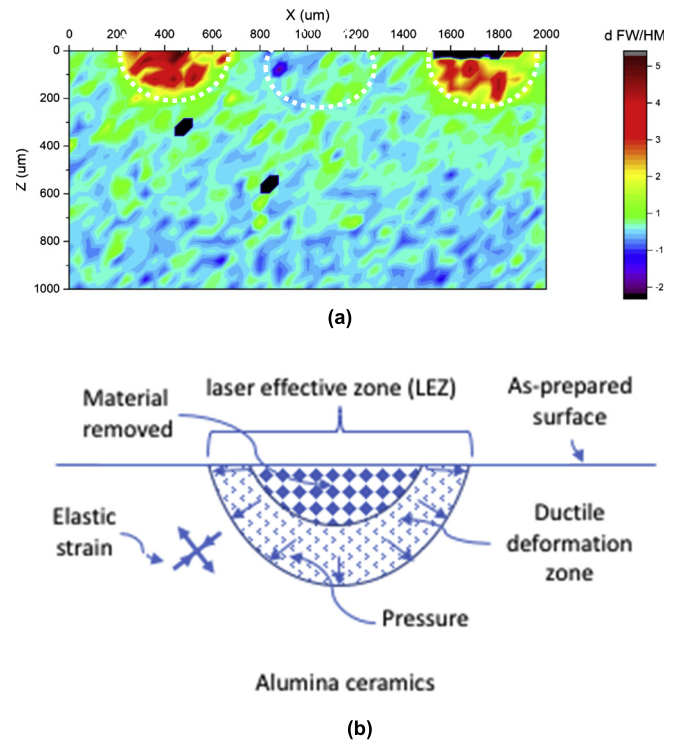 X (um)
0 200 400 600 800 1000 1200 1400 1600 1800 2000
d FW/HM
0
200
400
600
800
1000
Z (um)
5
4
3
2
1
-1
-2
(a)
laser effective zone (LEZ)
Material
removed
As-prepared
surface
Elastic
strain
Ductile
deformation
zone
Pressure
Alumina ceramics
(b)